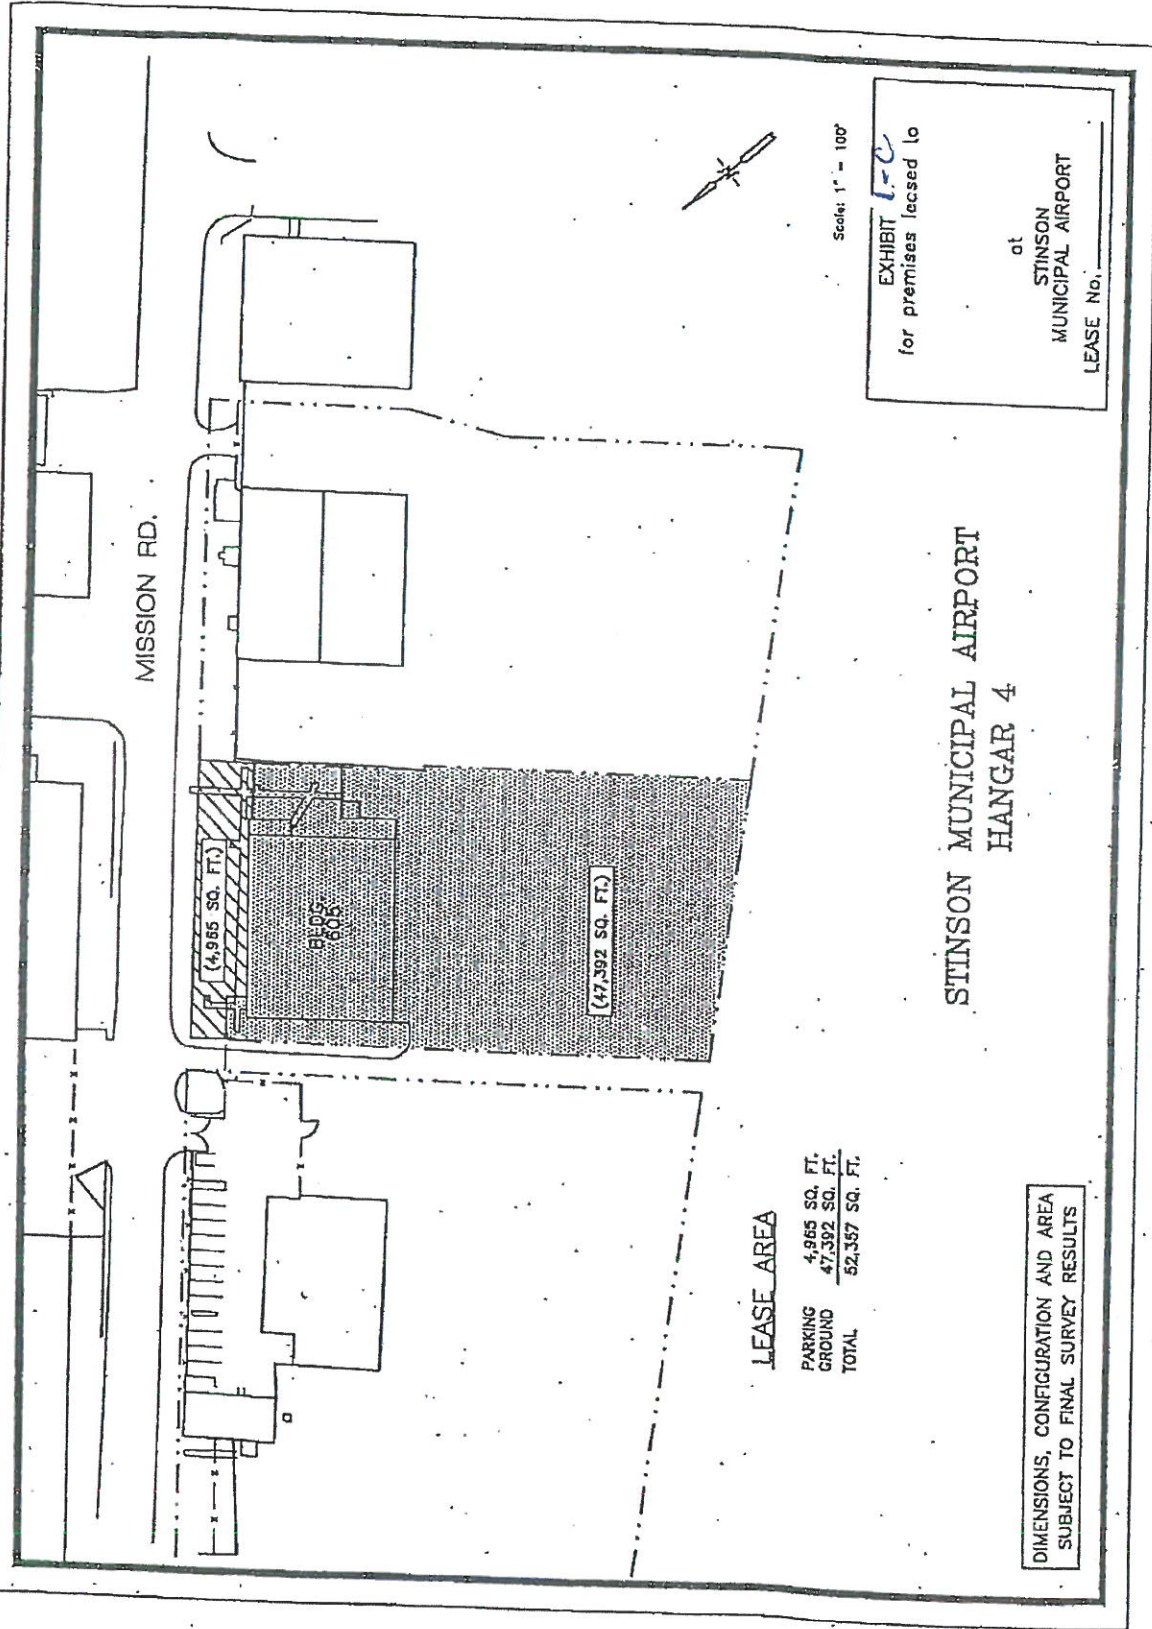 MISSION RD.
(4,965 SQ. FT.)
BLDG.
605
(47,392 SQ. FT.)
Scale: 1" = 100'
EXHIBIT 1-C
for premises leased to
at
STINSON
MUNICIPAL AIRPORT
LEASE No.
STINSON MUNICIPAL AIRPORT
HANGAR 4
LEASE AREA
PARKING 4,965 SQ. FT.
GROUND 47,392 SQ. FT.
TOTAL 52,357 SQ. FT.
DIMENSIONS, CONFIGURATION AND AREA
SUBJECT TO FINAL SURVEY RESULTS